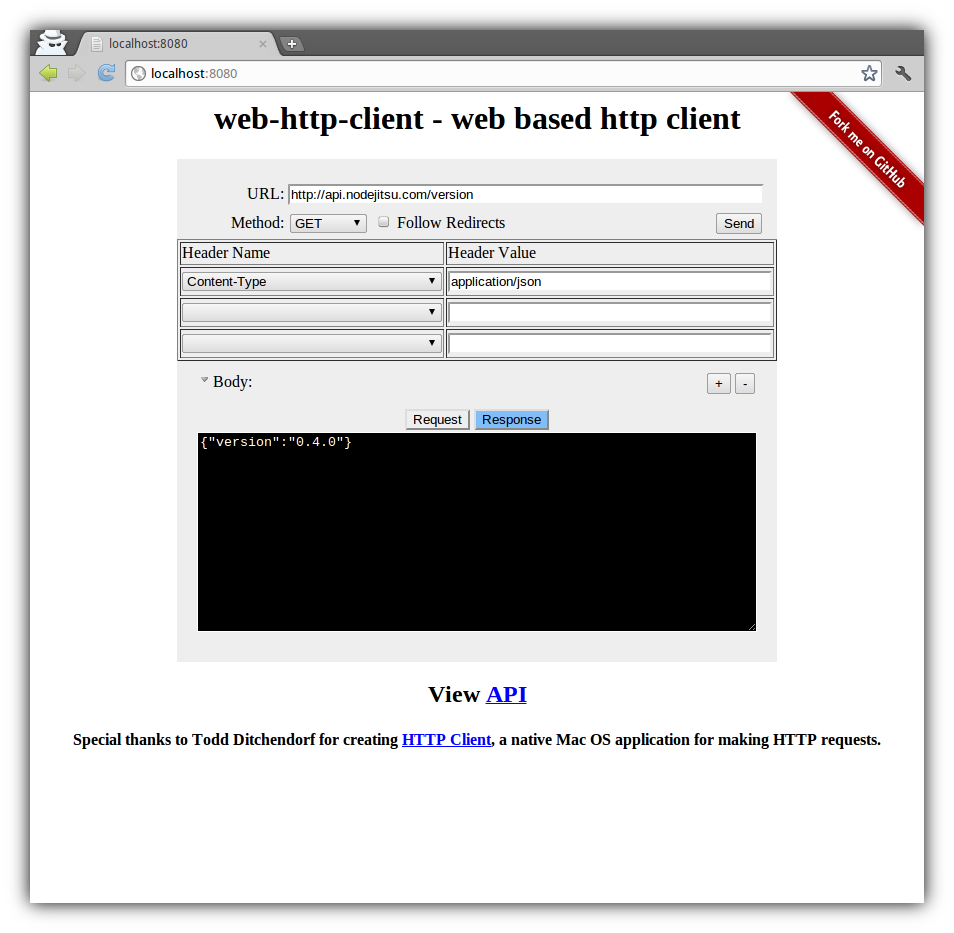 localhost:8080
localhost:8080
web-http-client - web based http client
Fork me on GitHub
URL: http://api.nodejitsu.com/version
Method: GET Follow Redirects Send
Header Name Header Value
Content-Type application/json
Body: + -
Request Response
{"version":"0.4.0"}
View API
Special thanks to Todd Ditchendorf for creating HTTP Client, a native Mac OS application for making HTTP requests.